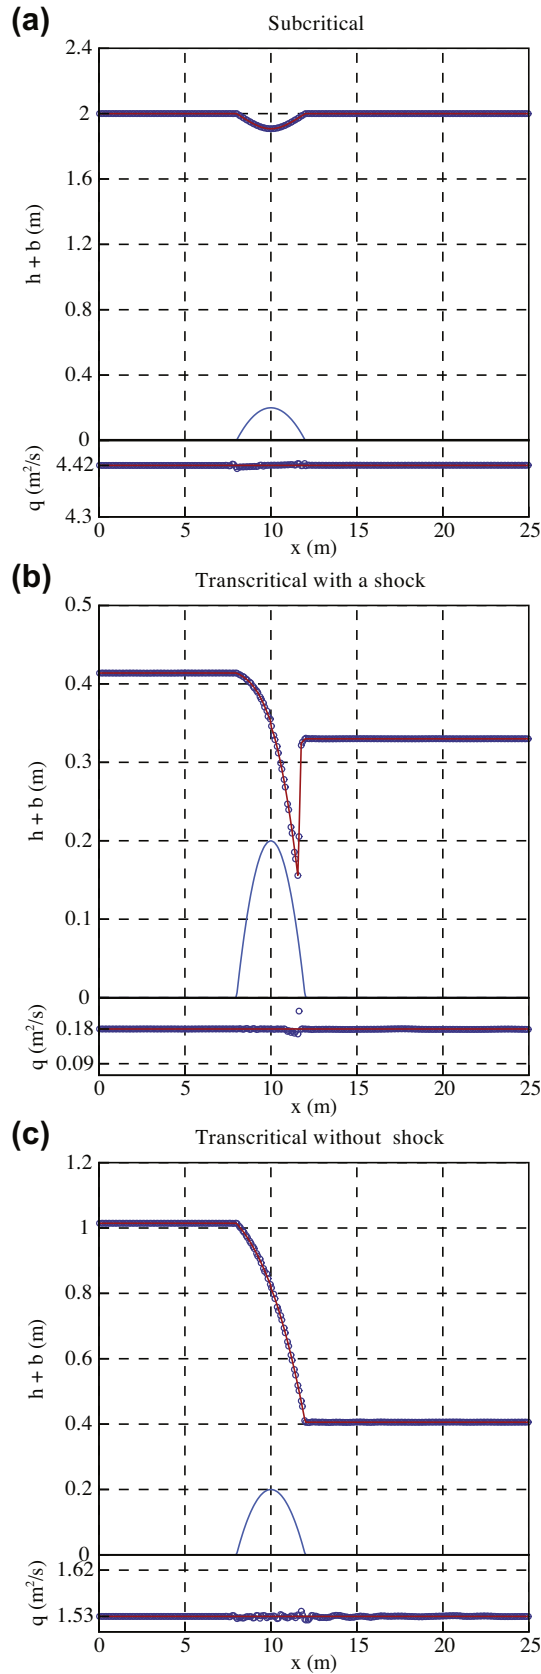 (a)
Subcritical
2.4
2
1.6
1.2
0.8
0.4
0
h + b (m)
4.42
4.3
q (m²/s)
0 5 10 15 20 25
x (m)
(b)
Transcritical with a shock
0.5
0.4
0.3
0.2
0.1
0
h + b (m)
0.18
0.09
q (m²/s)
0 5 10 15 20 25
x (m)
(c)
Transcritical without shock
1.2
1
0.8
0.6
0.4
0.2
0
h + b (m)
1.62
1.53
q (m²/s)
0 5 10 15 20 25
x (m)